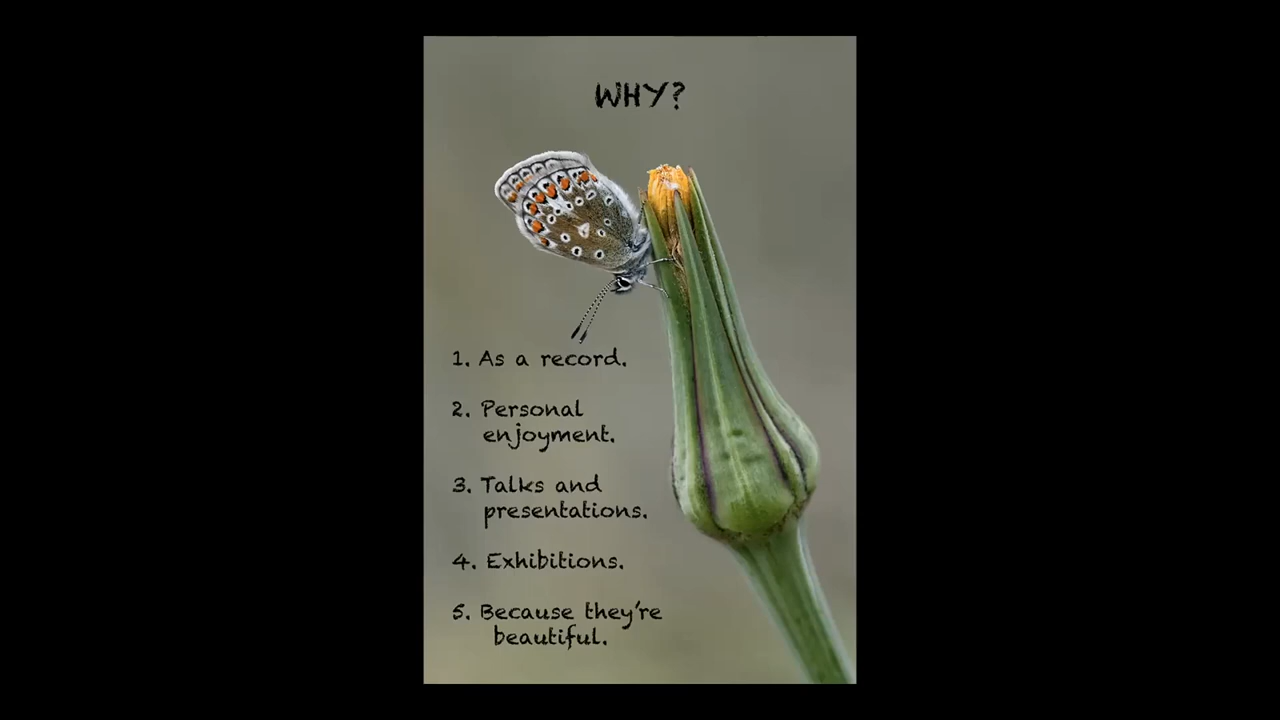 WHY?
1. As a record.
2. Personal
enjoyment.
3. Talks and
presentations.
4. Exhibitions.
5. Because they're
beautiful.